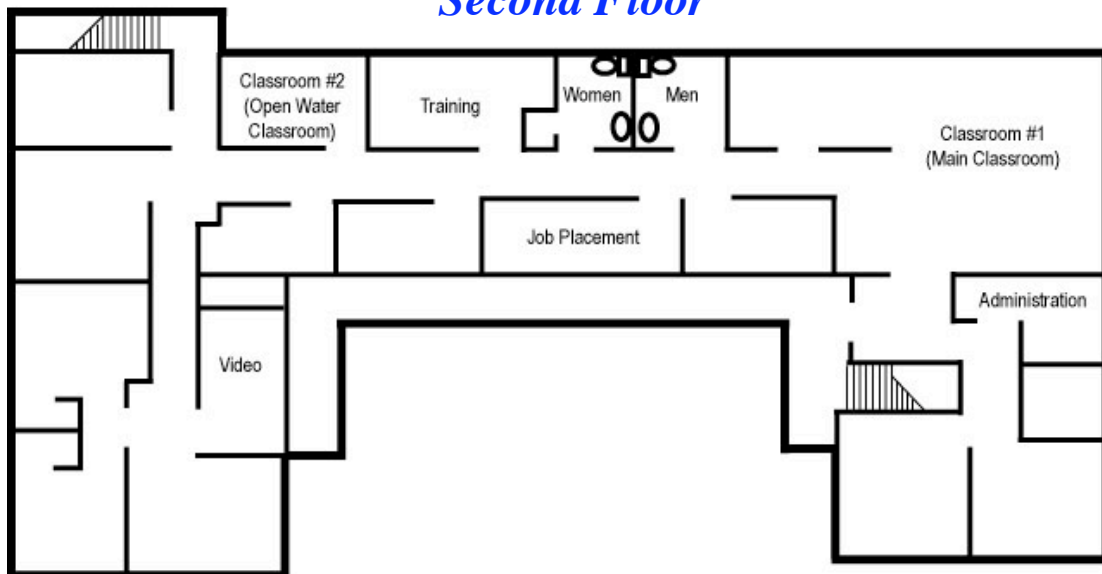 Second Floor
Classroom #2
(Open Water
Classroom)
Training
Women
Men
Classroom #1
(Main Classroom)
Job Placement
Administration
Video